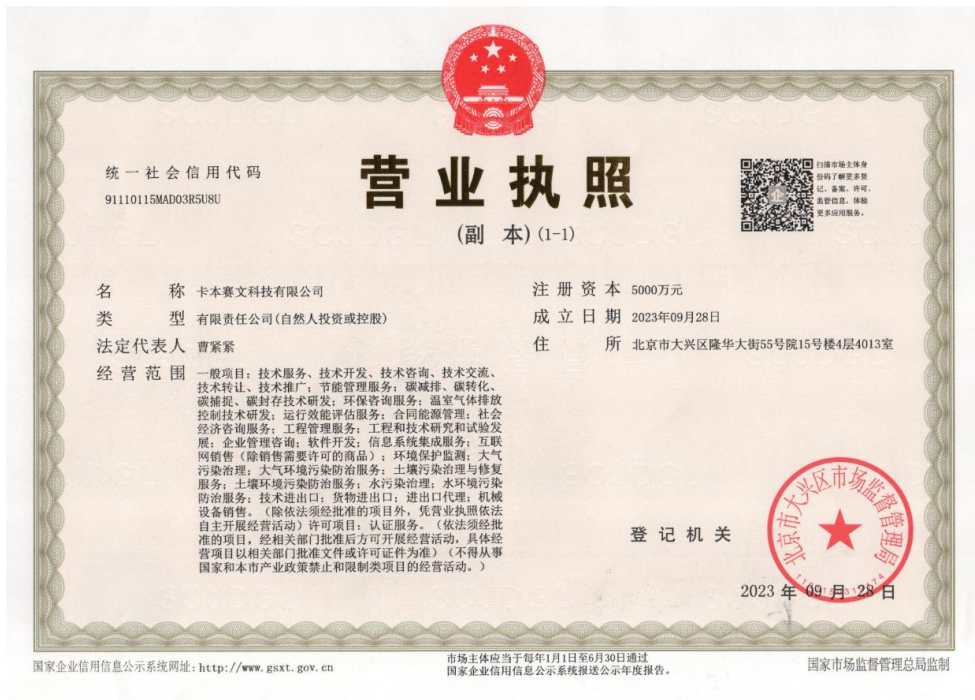 统一社会信用代码
91110115MAD03R5U8U
营业执照
(副 本)(1-1)
扫描市场主体身
份码了解更多登
记、备案、许可、
监管信息、体验
更多应用服务。
名 称 卡本赛文科技有限公司
类 型 有限责任公司(自然人投资或控股)
法定代表人 曹紧紧
经营范围 一般项目：技术服务、技术开发、技术咨询、技术交流、
技术转让、技术推广；节能管理服务；碳减排、碳转化、
碳捕捉、碳封存技术研发；环保咨询服务；温室气体排放
控制技术研发；运行效能评估服务；合同能源管理；社会
经济咨询服务；工程管理服务；工程和技术研究和试验发
展；企业管理咨询；软件开发；信息系统集成服务；互联
网销售（除销售需要许可的商品）；环境保护监测；大气
污染治理；大气环境污染防治服务；土壤污染治理与修复
服务；土壤环境污染防治服务；水污染治理；水环境污染
防治服务；技术进出口；货物进出口；进出口代理；机械
设备销售。（除依法须经批准的项目外，凭营业执照依法
自主开展经营活动）许可项目：认证服务。（依法须经批
准的项目，经相关部门批准后方可开展经营活动，具体经
营项目以相关部门批准文件或许可证件为准）（不得从事
国家和本市产业政策禁止和限制类项目的经营活动。）
注册资本 5000万元
成立日期 2023年09月28日
住 所 北京市大兴区隆华大街55号院15号楼4层4013室
登记机关
北京市大兴区市场监督管理局
2023 年 09 月 28 日
国家企业信用信息公示系统网址:http://www.gsxt.gov.cn
市场主体应当于每年1月1日至6月30日通过
国家企业信用信息公示系统报送公示年度报告。
国家市场监督管理总局监制